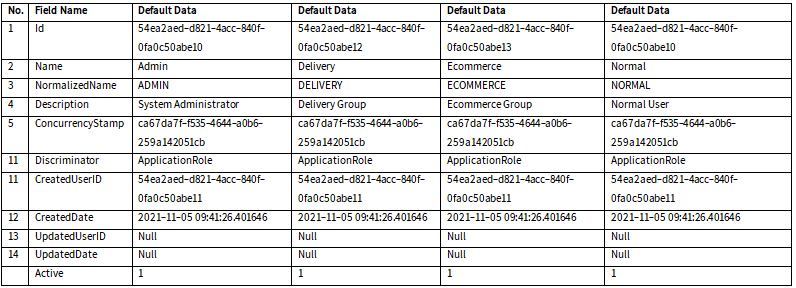 No. Field Name Default Data Default Data Default Data Default Data
1 Id 54ea2aed-d821-4acc-840f- 54ea2aed-d821-4acc-840f- 54ea2aed-d821-4acc-840f- 54ea2aed-d821-4acc-840f-
0fa0c50abe10 0fa0c50abe12 0fa0c50abe13 0fa0c50abe10
2 Name Admin Delivery Ecommerce Normal
3 NormalizedName ADMIN DELIVERY ECOMMERCE NORMAL
4 Description System Administrator Delivery Group Ecommerce Group Normal User
5 ConcurrencyStamp ca67da7f-f535-4644-a0b6- ca67da7f-f535-4644-a0b6- ca67da7f-f535-4644-a0b6- ca67da7f-f535-4644-a0b6-
259a142051cb 259a142051cb 259a142051cb 259a142051cb
11 Discriminator ApplicationRole ApplicationRole ApplicationRole ApplicationRole
11 CreatedUserID 54ea2aed-d821-4acc-840f- 54ea2aed-d821-4acc-840f- 54ea2aed-d821-4acc-840f- 54ea2aed-d821-4acc-840f-
0fa0c50abe11 0fa0c50abe11 0fa0c50abe11 0fa0c50abe11
12 CreatedDate 2021-11-05 09:41:26.401646 2021-11-05 09:41:26.401646 2021-11-05 09:41:26.401646 2021-11-05 09:41:26.401646
13 UpdatedUserID Null Null Null Null
14 UpdatedDate Null Null Null Null
Active 1 1 1 1